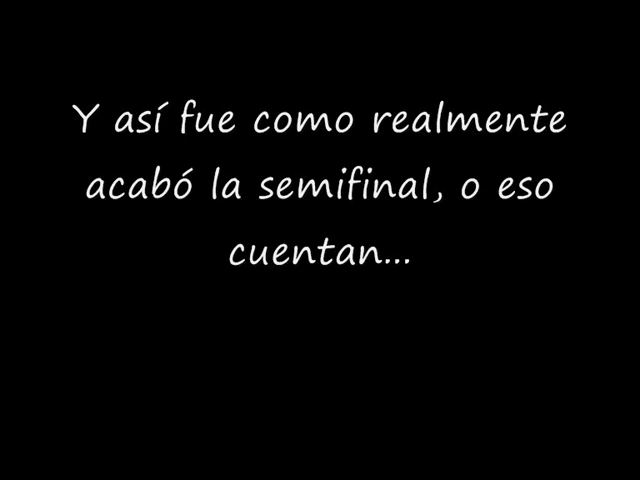 Y así fue como realmente
acabó la semifinal, o eso
cuentan...